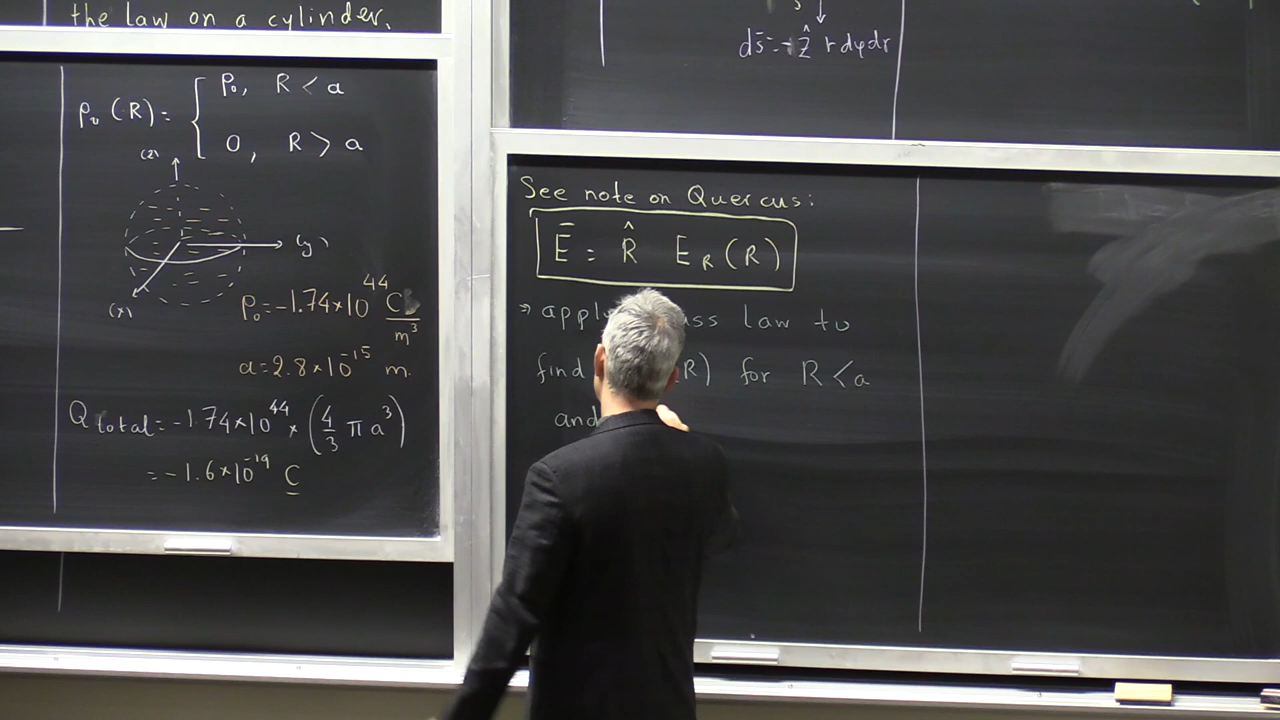 the law on a cylinder.
ρᵥ(R) = { ρ₀, R < a
0, R > a
(z)
(y)
(x)
ρ₀ = -1.74×10⁴⁴ C/m³
a = 2.8×10⁻¹⁵ m.
Q total = -1.74×10⁴⁴ × (4/3 π a³)
= -1.6×10⁻¹⁹ C
ds̄ = -ẑ r dφ dr
See note on Quercus:
Ē = R̂ E_R(R)
→ apply law to
find R) for R < a
and